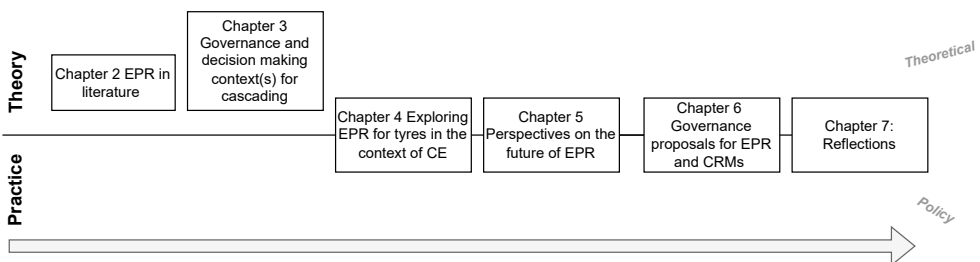 Theory
Chapter 2 EPR in
literature
Chapter 3
Governance and
decision making
context(s) for
cascading
Chapter 4 Exploring
EPR for tyres in the
context of CE
Chapter 5
Perspectives on the
future of EPR
Chapter 6
Governance
proposals for EPR
and CRMs
Chapter 7:
Reflections
Theoretical
Practice
Policy